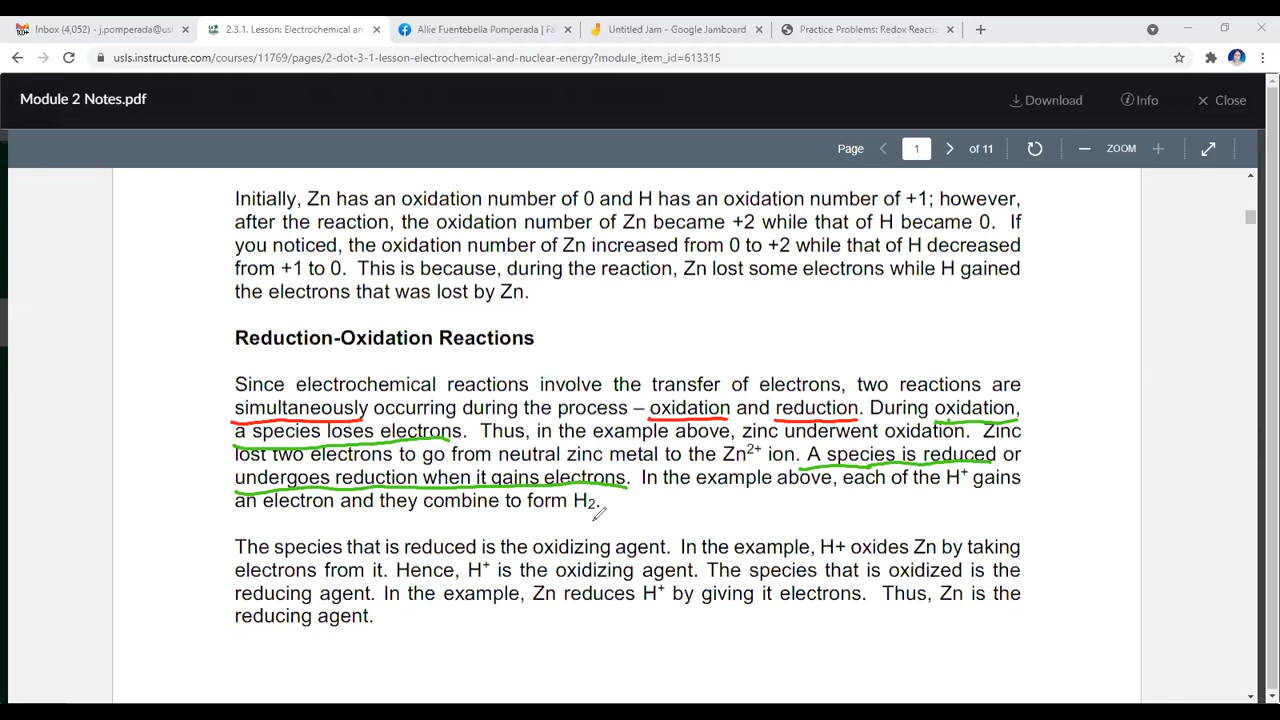 Inbox (4,052) - j.pomperada@us
2.3.1. Lesson: Electrochemical an
Allie Fuentebella Pomperada | Fa
Untitled Jam - Google Jamboard
Practice Problems: Redox Reactio
usls.instructure.com/courses/11769/pages/2-dot-3-1-lesson-electrochemical-and-nuclear-energy?module_item_id=613315
Module 2 Notes.pdf
Download
Info
Close
Page 1 of 11
ZOOM
Initially, Zn has an oxidation number of 0 and H has an oxidation number of +1; however,
after the reaction, the oxidation number of Zn became +2 while that of H became 0. If
you noticed, the oxidation number of Zn increased from 0 to +2 while that of H decreased
from +1 to 0. This is because, during the reaction, Zn lost some electrons while H gained
the electrons that was lost by Zn.
Reduction-Oxidation Reactions
Since electrochemical reactions involve the transfer of electrons, two reactions are
simultaneously occurring during the process – oxidation and reduction. During oxidation,
a species loses electrons. Thus, in the example above, zinc underwent oxidation. Zinc
lost two electrons to go from neutral zinc metal to the Zn²⁺ ion. A species is reduced or
undergoes reduction when it gains electrons. In the example above, each of the H⁺ gains
an electron and they combine to form H₂.
The species that is reduced is the oxidizing agent. In the example, H+ oxides Zn by taking
electrons from it. Hence, H⁺ is the oxidizing agent. The species that is oxidized is the
reducing agent. In the example, Zn reduces H⁺ by giving it electrons. Thus, Zn is the
reducing agent.